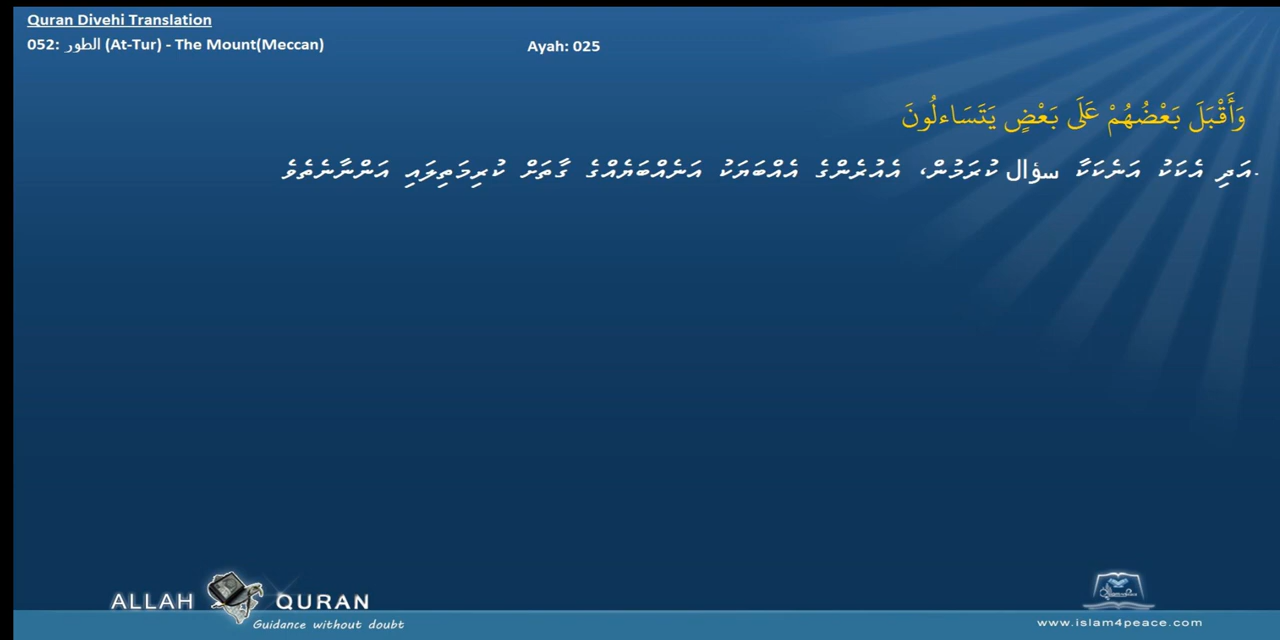 Quran Divehi Translation
052: الطور (At-Tur) - The Mount(Meccan)
Ayah: 025
وَأَقْبَلَ بَعْضُهُمْ عَلَى بَعْضٍ يَتَسَاءلُونَ
އަދި އެކަކު އަނެކަކާ سؤال ކުރަމުން، އެއުރެންގެ އެއްބަޔަކު އަނެއްބަޔެއްގެ ގާތަށް ކުރިމަތިލައި އަންނާނެތެވެ.
ALLAH QURAN
Guidance without doubt
www.islam4peace.com